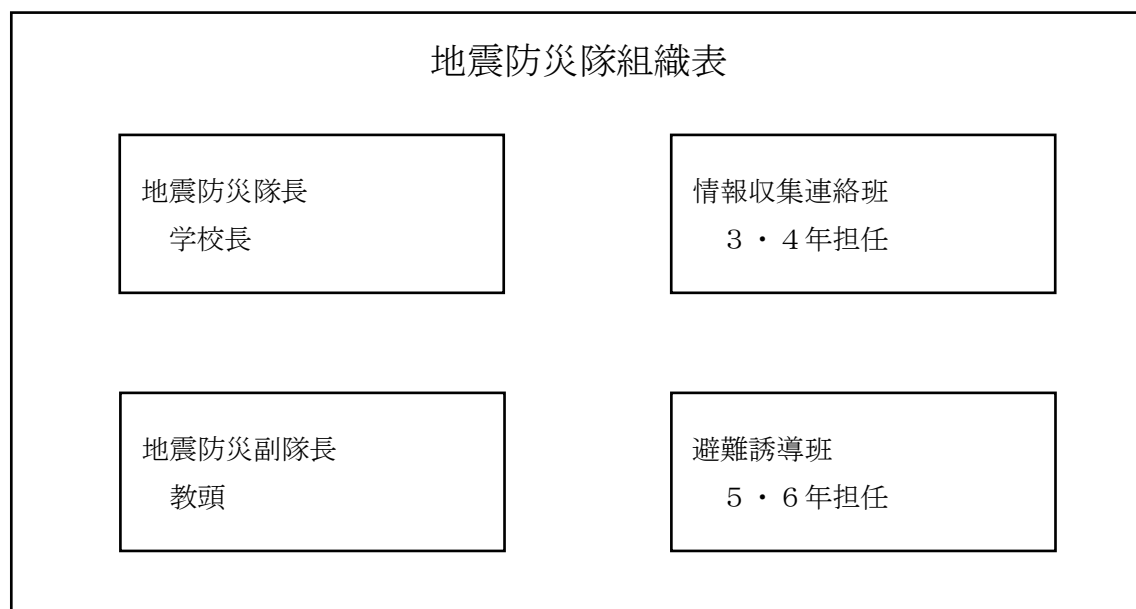 地震防災隊組織表
地震防災隊長
学校長
情報収集連絡班
３・４年担任
地震防災副隊長
教頭
避難誘導班
５・６年担任